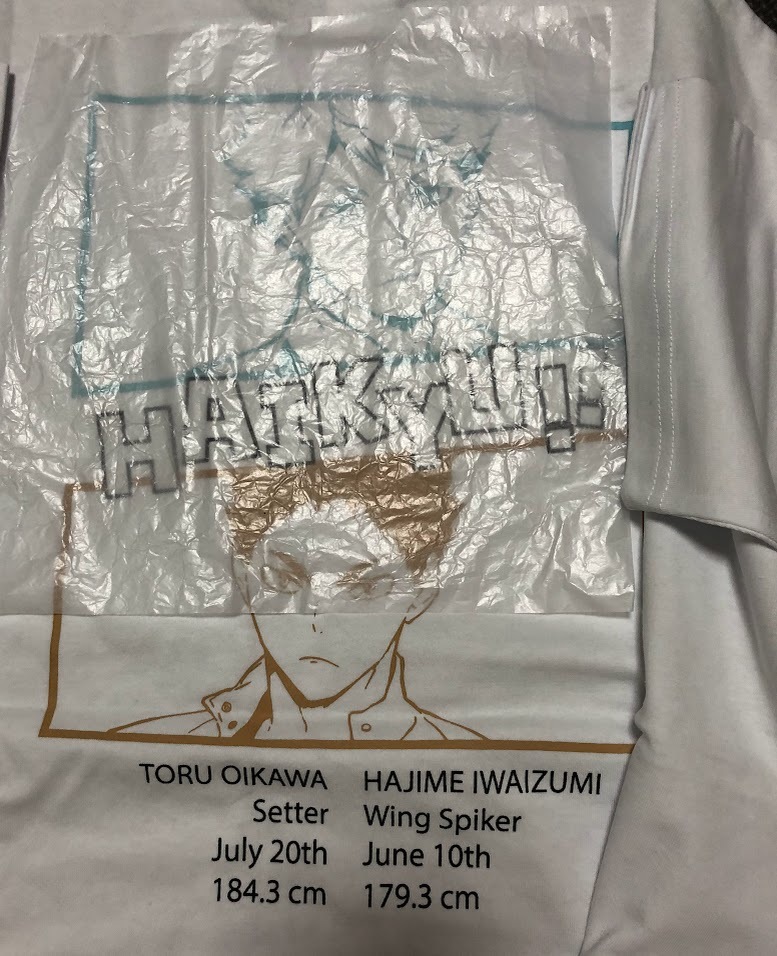 HAIKYU!!
TORU OIKAWA
Setter
July 20th
184.3 cm
HAJIME IWAIZUMI
Wing Spiker
June 10th
179.3 cm